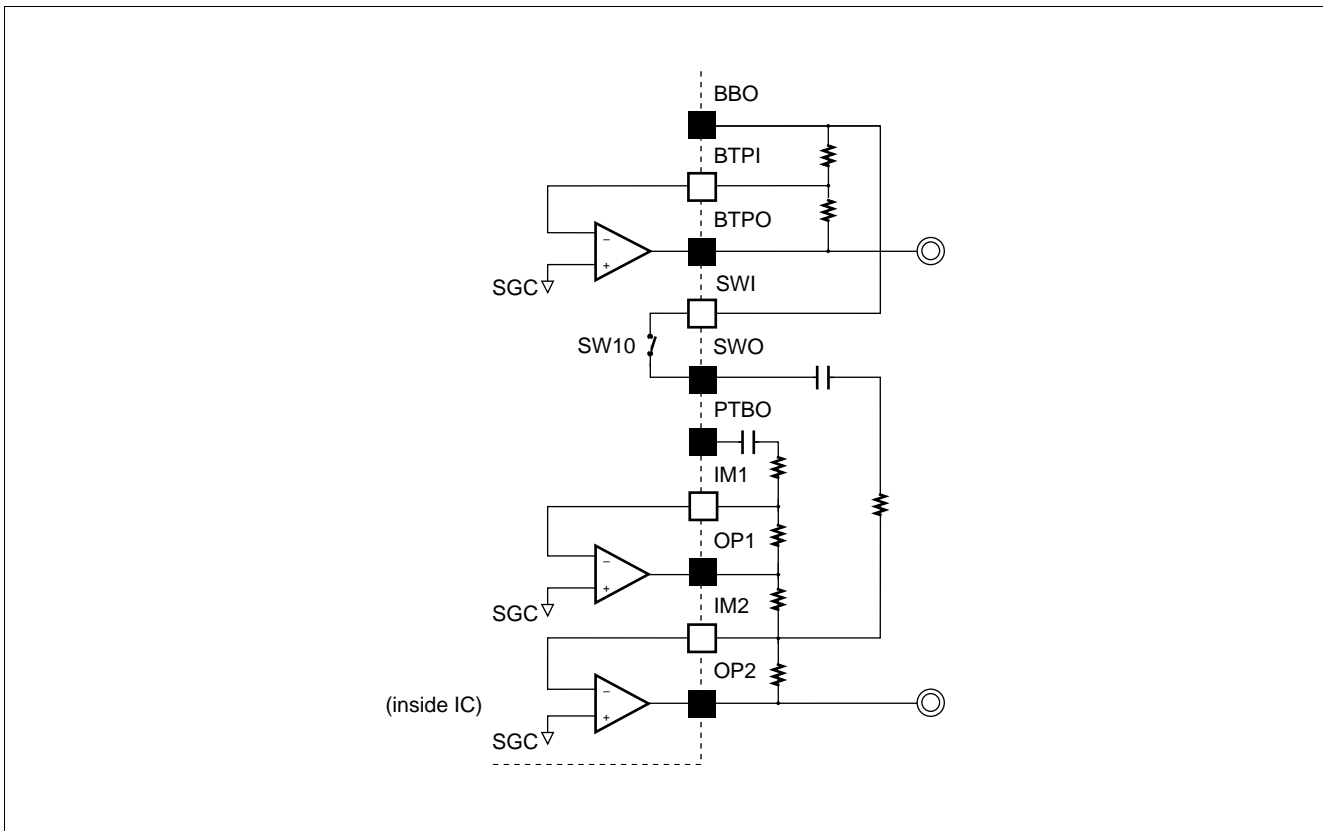 BBO
BTPI
BTPO
−
+
SGC
SWI
SW10
SWO
PTBO
IM1
OP1
−
+
SGC
IM2
OP2
−
(inside IC)
+
SGC